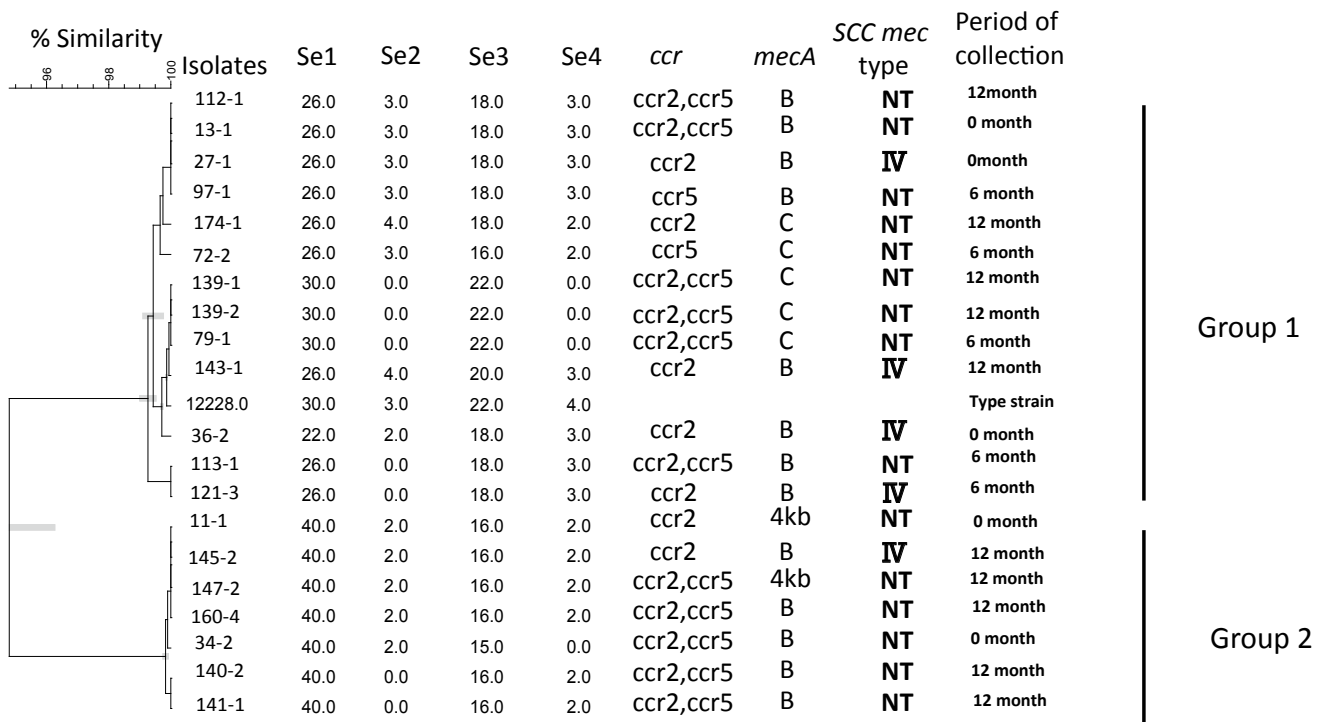 % Similarity
96 98 100
Isolates Se1 Se2 Se3 Se4 ccr mecA SCC mec type Period of collection
112-1 26.0 3.0 18.0 3.0 ccr2,ccr5 B NT 12month
13-1 26.0 3.0 18.0 3.0 ccr2,ccr5 B NT 0 month
27-1 26.0 3.0 18.0 3.0 ccr2 B IV 0month
97-1 26.0 3.0 18.0 3.0 ccr5 B NT 6 month
174-1 26.0 4.0 18.0 2.0 ccr2 C NT 12 month
72-2 26.0 3.0 16.0 2.0 ccr5 C NT 6 month
139-1 30.0 0.0 22.0 0.0 ccr2,ccr5 C NT 12 month
139-2 30.0 0.0 22.0 0.0 ccr2,ccr5 C NT 12 month
79-1 30.0 0.0 22.0 0.0 ccr2,ccr5 C NT 6 month
Group 1
143-1 26.0 4.0 20.0 3.0 ccr2 B IV 12 month
12228.0 30.0 3.0 22.0 4.0 Type strain
36-2 22.0 2.0 18.0 3.0 ccr2 B IV 0 month
113-1 26.0 0.0 18.0 3.0 ccr2,ccr5 B NT 6 month
121-3 26.0 0.0 18.0 3.0 ccr2 B IV 6 month
11-1 40.0 2.0 16.0 2.0 ccr2 4kb NT 0 month
145-2 40.0 2.0 16.0 2.0 ccr2 B IV 12 month
147-2 40.0 2.0 16.0 2.0 ccr2,ccr5 4kb NT 12 month
160-4 40.0 2.0 16.0 2.0 ccr2,ccr5 B NT 12 month
34-2 40.0 2.0 15.0 0.0 ccr2,ccr5 B NT 0 month
Group 2
140-2 40.0 0.0 16.0 2.0 ccr2,ccr5 B NT 12 month
141-1 40.0 0.0 16.0 2.0 ccr2,ccr5 B NT 12 month